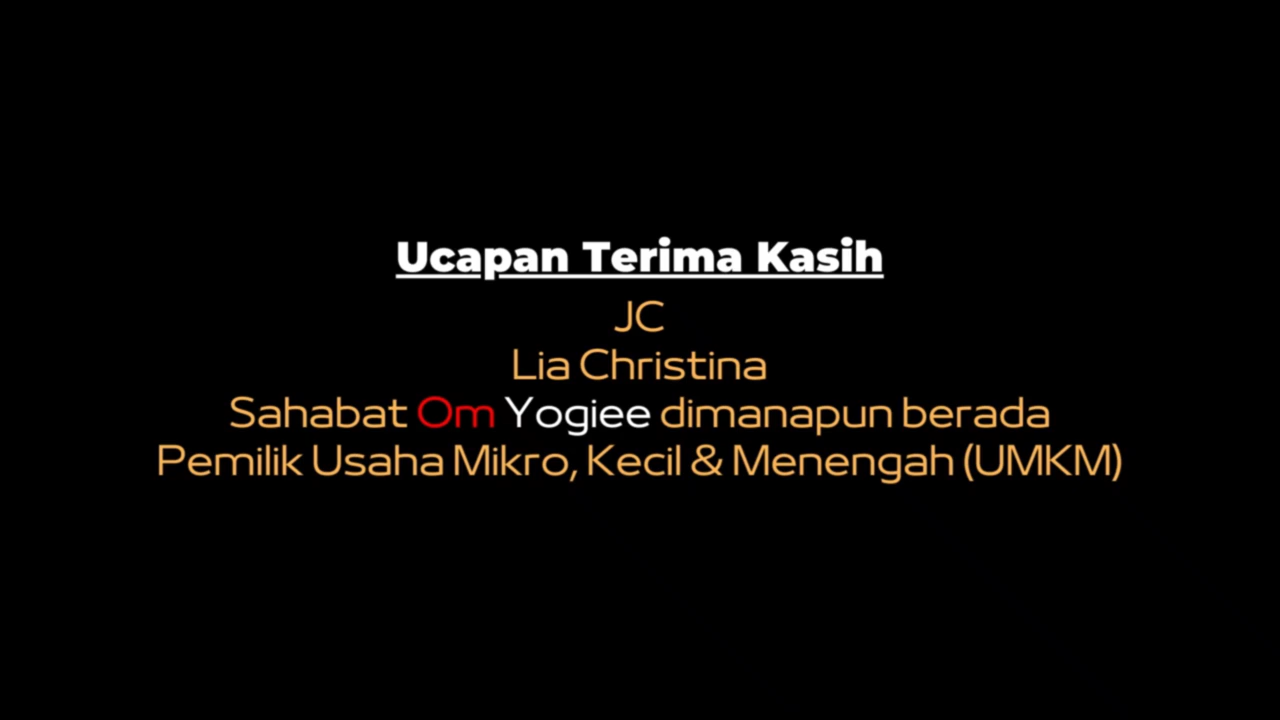 Ucapan Terima Kasih
JC
Lia Christina
Sahabat Om Yogiee dimanapun berada
Pemilik Usaha Mikro, Kecil & Menengah (UMKM)